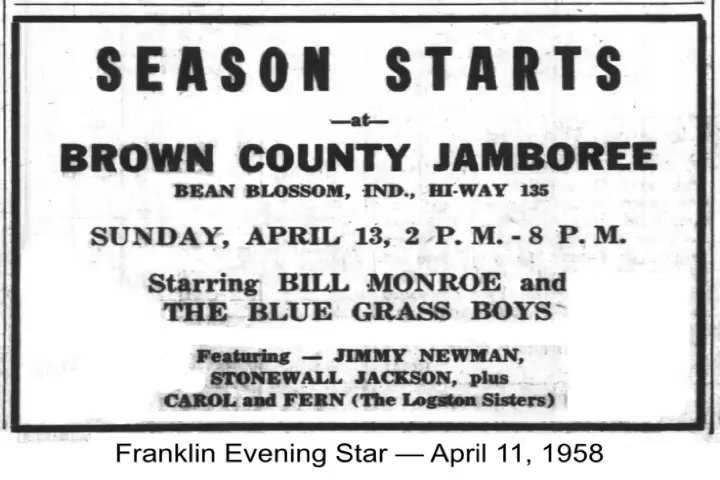 SEASON STARTS
—at—
BROWN COUNTY JAMBOREE
BEAN BLOSSOM, IND., HI-WAY 135
SUNDAY, APRIL 13, 2 P. M. - 8 P. M.
Starring BILL MONROE and
THE BLUE GRASS BOYS
Featuring — JIMMY NEWMAN,
STONEWALL JACKSON, plus
CAROL and FERN (The Logston Sisters)
Franklin Evening Star — April 11, 1958